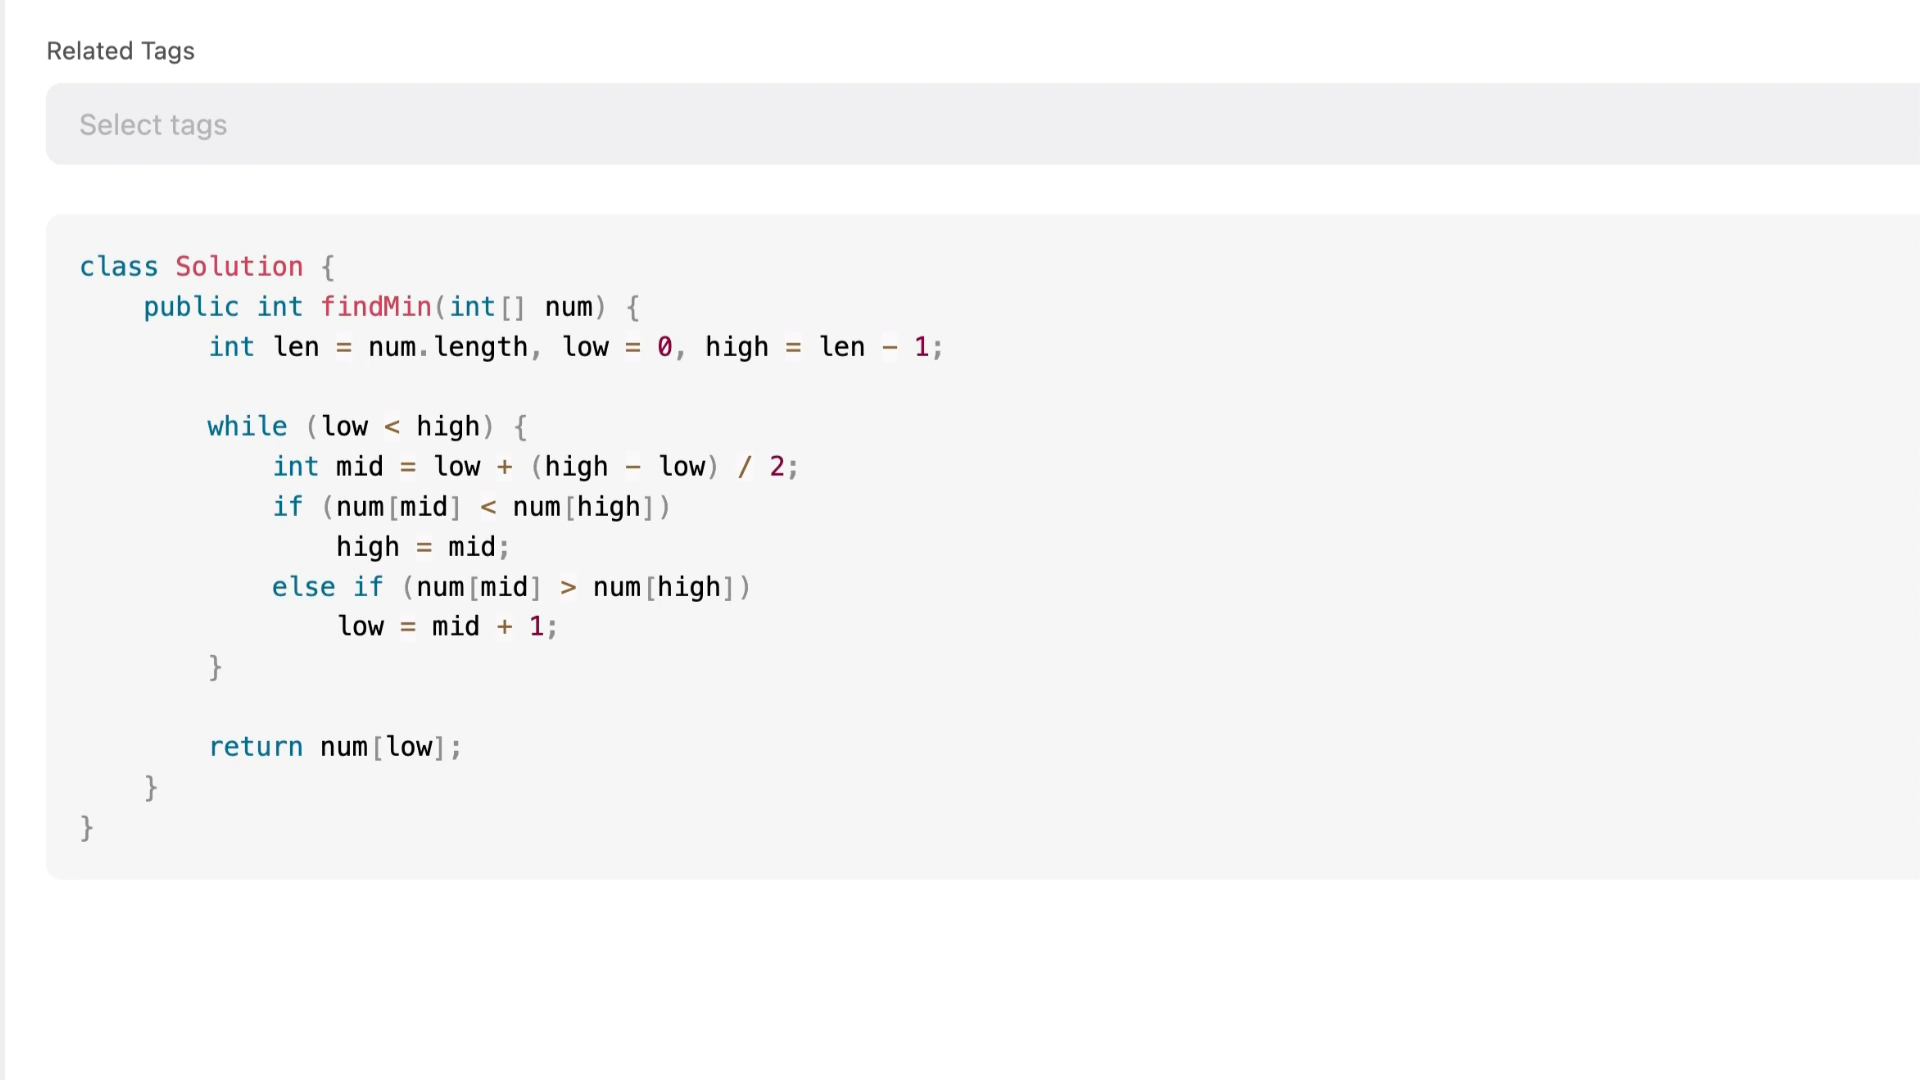 Related Tags
Select tags
class Solution {
    public int findMin(int[] num) {
        int len = num.length, low = 0, high = len - 1;
        while (low < high) {
            int mid = low + (high - low) / 2;
            if (num[mid] < num[high])
                high = mid;
            else if (num[mid] > num[high])
                low = mid + 1;
        }
        return num[low];
    }
}